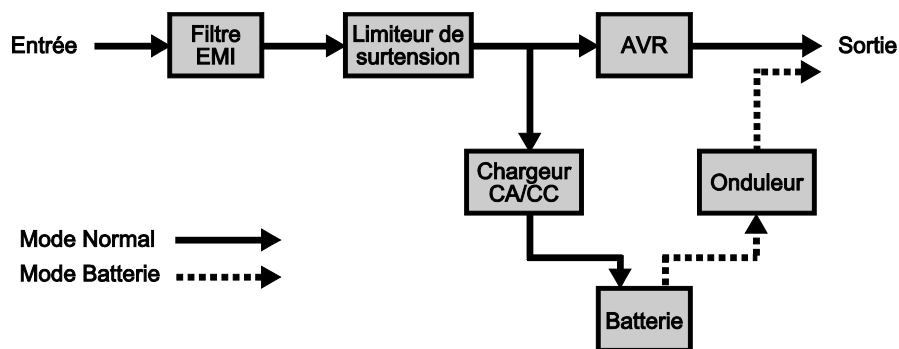 Entrée
Filtre
EMI
Limiteur de
surtension
AVR
Sortie
Chargeur
CA/CC
Onduleur
Mode Normal
Mode Batterie
Batterie